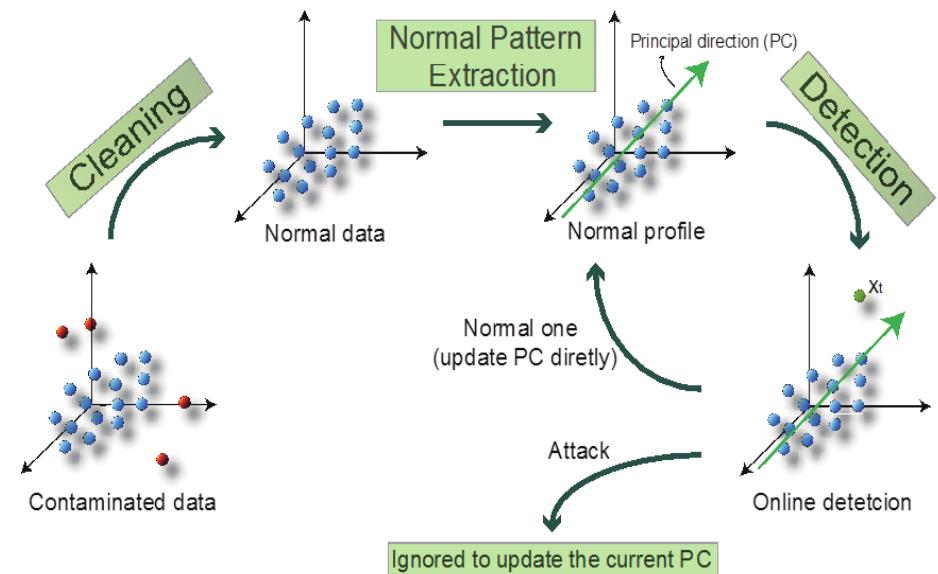 Cleaning
Normal Pattern
Extraction
Principal direction (PC)
Detection
Normal data
Normal profile
xt
Normal one
(update PC diretly)
Attack
Contaminated data
Online detetcion
Ignored to update the current PC